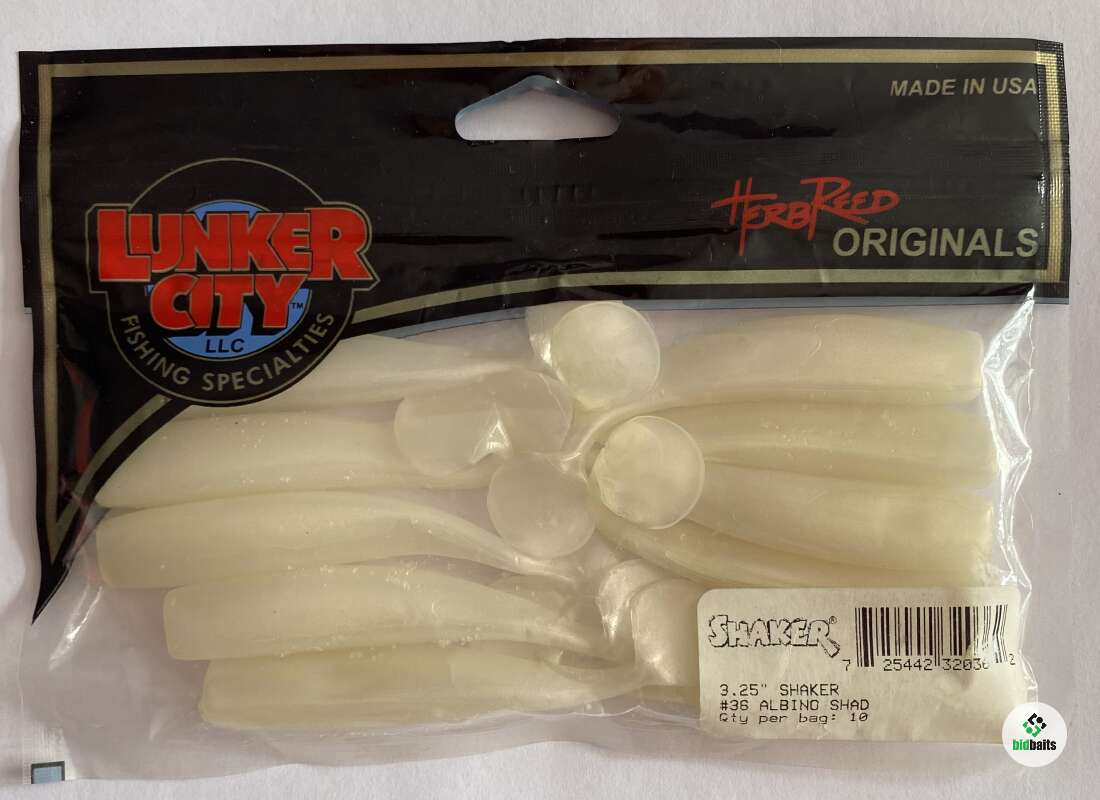 MADE IN USA
LUNKER
CITY™
LLC
FISHING SPECIALTIES
HERB REED
ORIGINALS
SHAKER®
7 25442 32036 2
3.25" SHAKER
#36 ALBINO SHAD
Qty per bag: 10
bidbaits